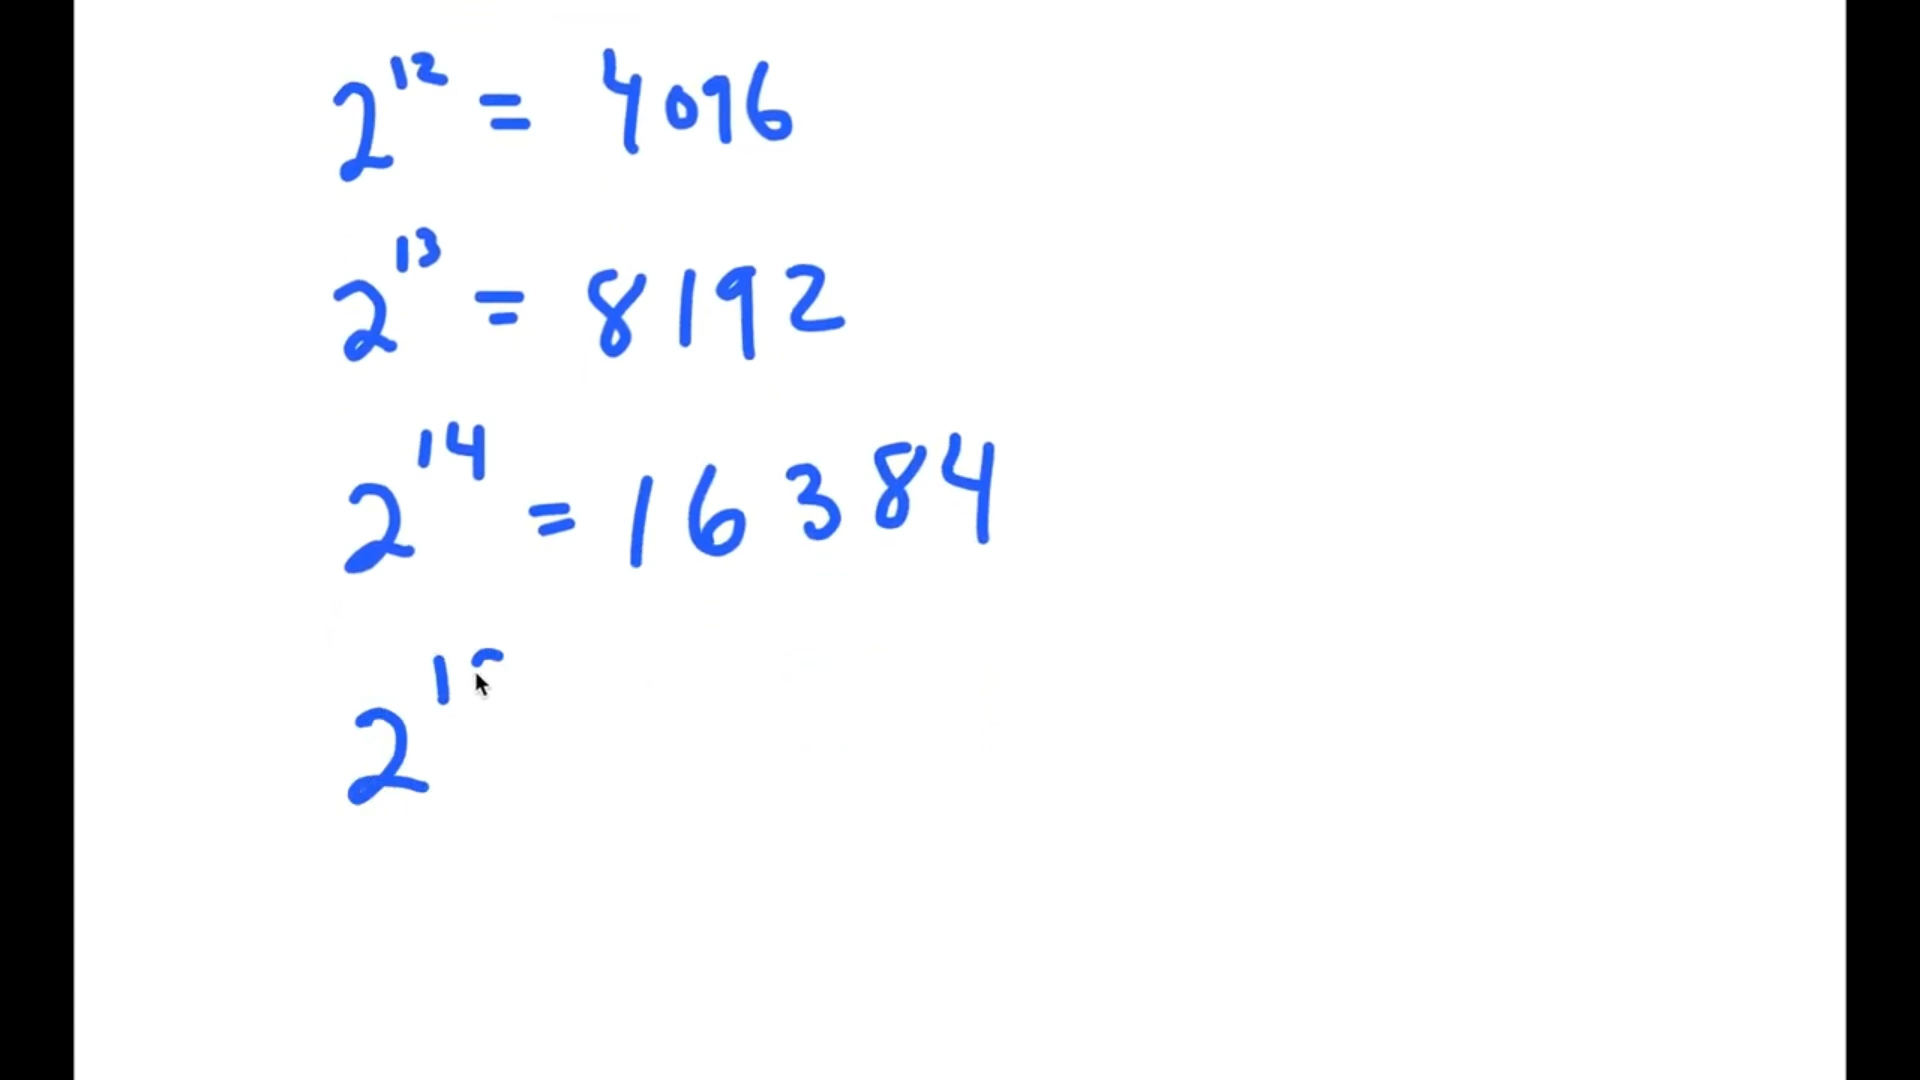 2¹² = 4096
2¹³ = 8192
2¹⁴ = 16384
2¹